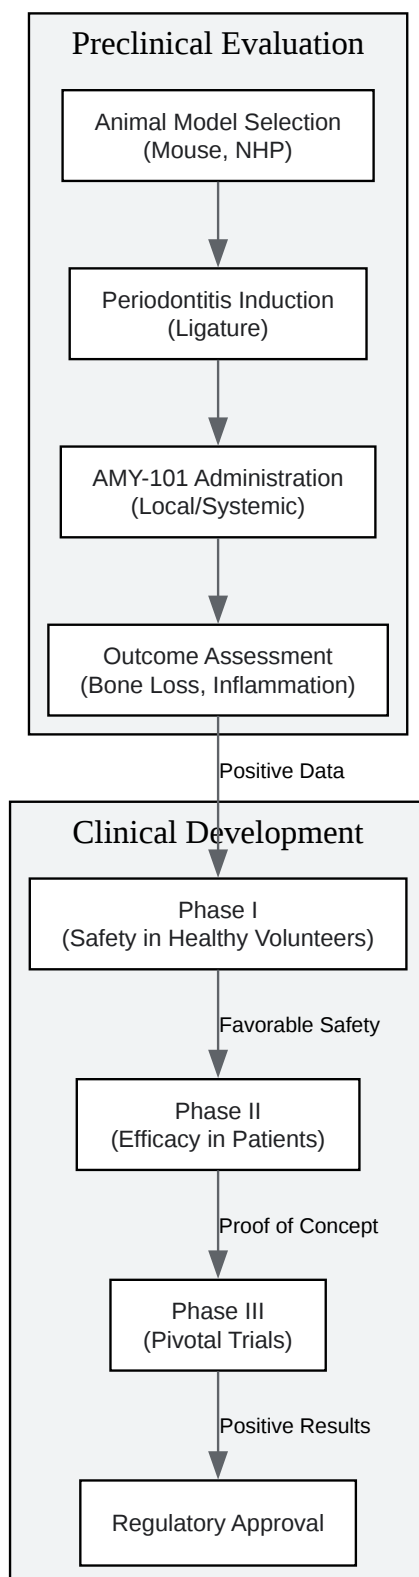 Preclinical Evaluation
Animal Model Selection
(Mouse, NHP)
Periodontitis Induction
(Ligature)
AMY-101 Administration
(Local/Systemic)
Outcome Assessment
(Bone Loss, Inflammation)
Positive Data
Clinical Development
Phase I
(Safety in Healthy Volunteers)
Favorable Safety
Phase II
(Efficacy in Patients)
Proof of Concept
Phase III
(Pivotal Trials)
Positive Results
Regulatory Approval